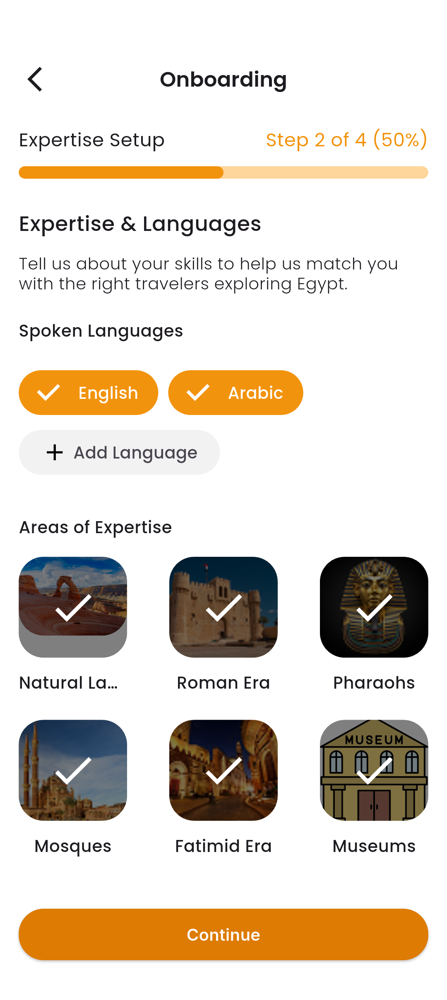 Onboarding
Expertise Setup
Step 2 of 4 (50%)
Expertise & Languages
Tell us about your skills to help us match you
with the right travelers exploring Egypt.
Spoken Languages
English
Arabic
+ Add Language
Areas of Expertise
Natural La...
Roman Era
Pharaohs
MUSEUM
Mosques
Fatimid Era
Museums
Continue